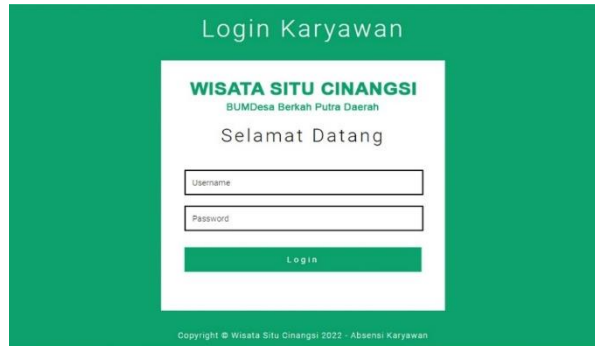 Login Karyawan
WISATA SITU CINANGSI
BUMDesa Berkah Putra Daerah
Selamat Datang
Username
Password
Login
Copyright © Wisata Situ Cinangsi 2022 - Absensi Karyawan